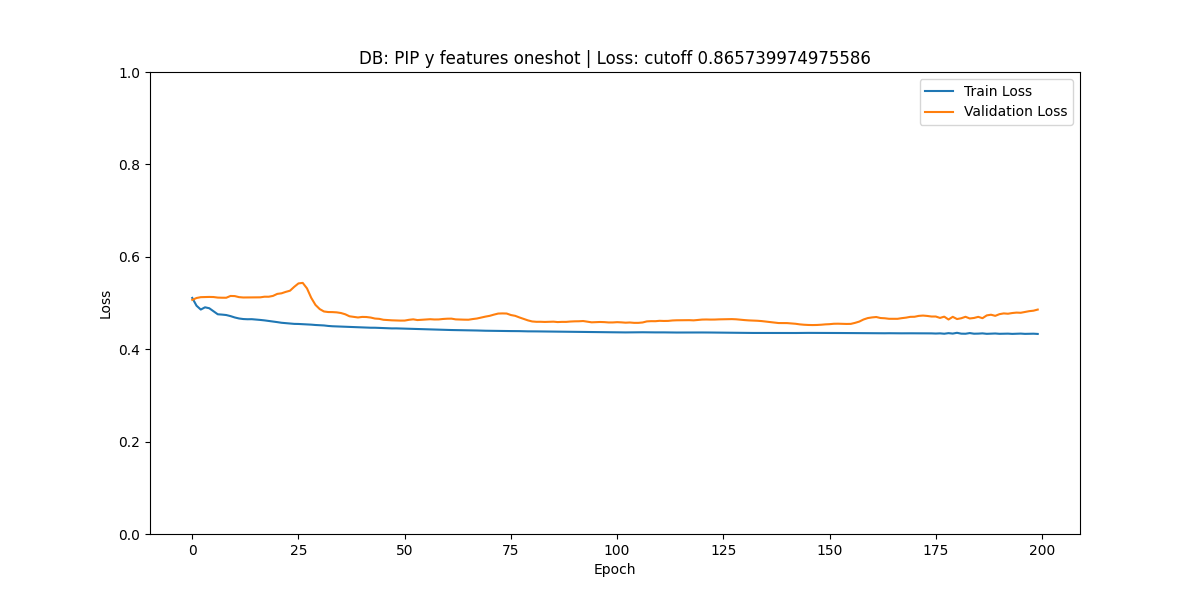 DB: PIP y features oneshot | Loss: cutoff 0.865739974975586
Train Loss
Validation Loss
1.0
0.8
0.6
0.4
0.2
0.0
Loss
0 25 50 75 100 125 150 175 200
Epoch